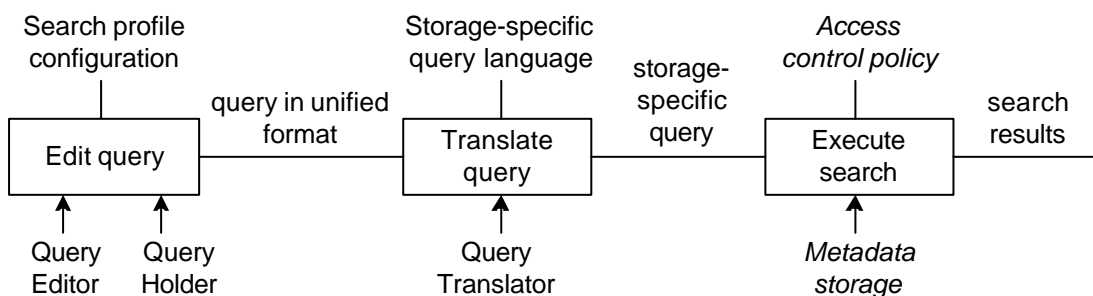 Search profile
configuration
Storage-specific
query language
Access
control policy
query in unified
format
storage-
specific
query
search
results
Edit query
Translate
query
Execute
search
Query
Editor
Query
Holder
Query
Translator
Metadada
storage